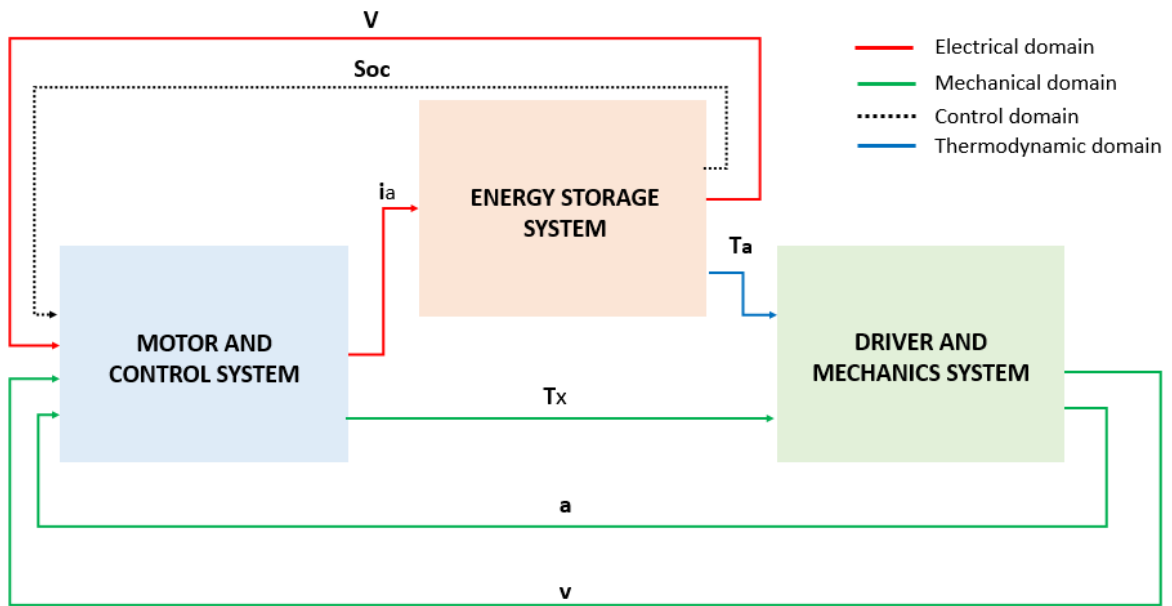 V
Electrical domain
Soc
Mechanical domain
Control domain
Thermodynamic domain
ia
ENERGY STORAGE
SYSTEM
Ta
MOTOR AND
CONTROL SYSTEM
DRIVER AND
MECHANICS SYSTEM
Tx
a
v